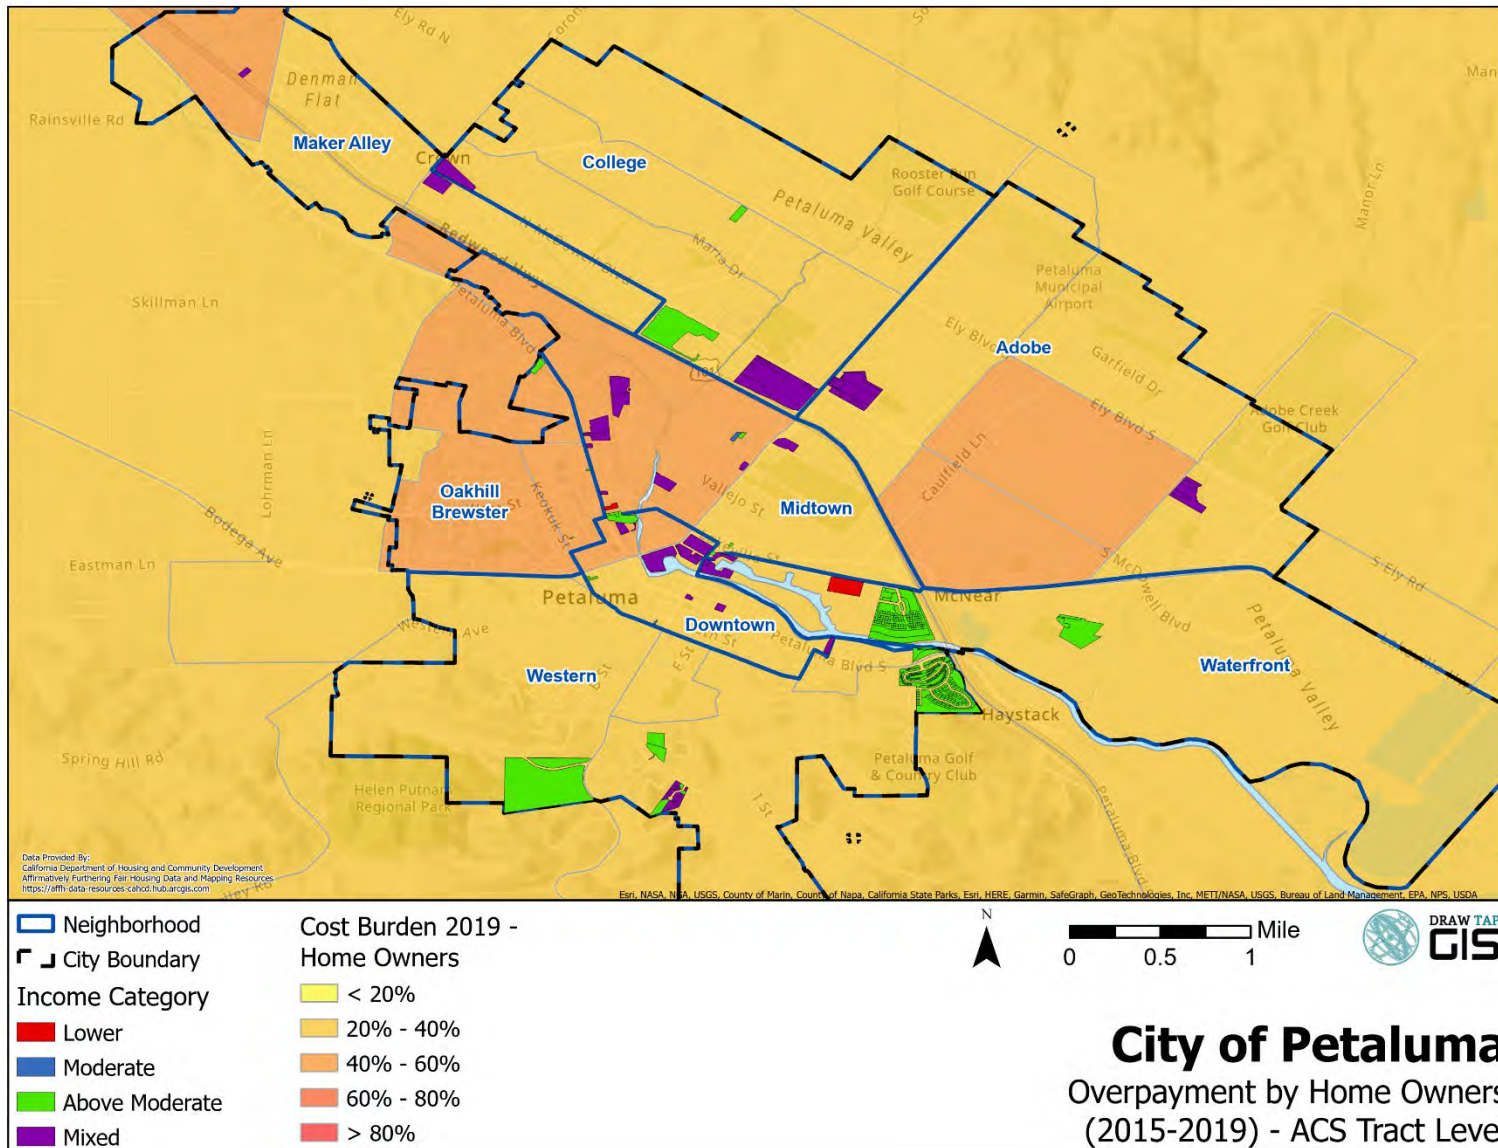 Ely Rd N
Denman
Flat
Rainsville Rd
Maker Alley
Crown
College
Rooster Run
Golf Course
Manor Ln
Petaluma Valley
N McDowell Blvd
Maria Dr
Redwood Hwy
Skillman Ln
Petaluma Blvd
Petaluma
Municipal
Airport
Ely Blvd
Adobe
Garfield Dr
Ely Blvd S
101
Adobe Creek
Golf Club
Lohrman Ln
Caulfield Ln
Oakhill
Brewster
Keokuk St
Vallejo St
Midtown
Bodega Ave
Eastman Ln
S McDowell Blvd
S Ely Rd
Petaluma
McNear
Western Ave
Downtown
Petaluma Blvd S
Western
E St
Waterfront
Petaluma Valley
Haystack
Spring Hill Rd
Helen Putnam
Regional Park
Petaluma Golf
& Country Club
I St
Data Provided By:
California Department of Housing and Community Development
Affirmatively Furthering Fair Housing Data and Mapping Resources
https://affh-data-resources-cahcd.hub.arcgis.com
Esri, NASA, NGA, USGS, County of Marin, County of Napa, California State Parks, Esri, HERE, Garmin, SafeGraph, GeoTechnologies, Inc, METI/NASA, USGS, Bureau of Land Management, EPA, NPS, USDA
Neighborhood
City Boundary
Income Category
Lower
Moderate
Above Moderate
Mixed
Cost Burden 2019 -
Home Owners
< 20%
20% - 40%
40% - 60%
60% - 80%
> 80%
N
Mile
0 0.5 1
DRAW TAP
GIS
City of Petaluma
Overpayment by Home Owners
(2015-2019) - ACS Tract Leve